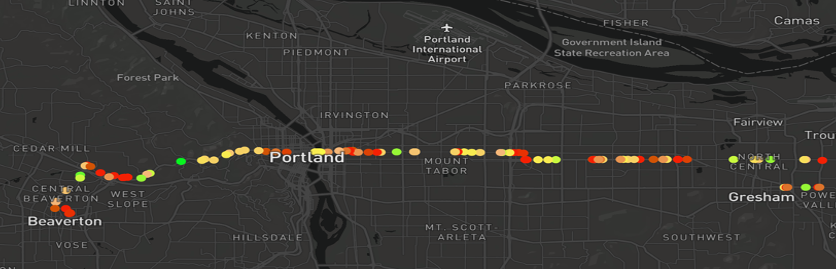 LINNTON
SAINT
JOHNS
FISHER
Camas
KENTON
PIEDMONT
Portland
International
Airport
Government Island
State Recreation Area
Forest Park
PARKROSE
IRVINGTON
Fairview
Trou
CEDAR MILL
Portland
MOUNT
TABOR
NORTH
CENTRAL
CENTRAL
BEAVERTON
WEST
SLOPE
Gresham
POWE
VALL
Beaverton
HILLSDALE
MT. SCOTT-
ARLETA
SOUTHWEST
VOSE